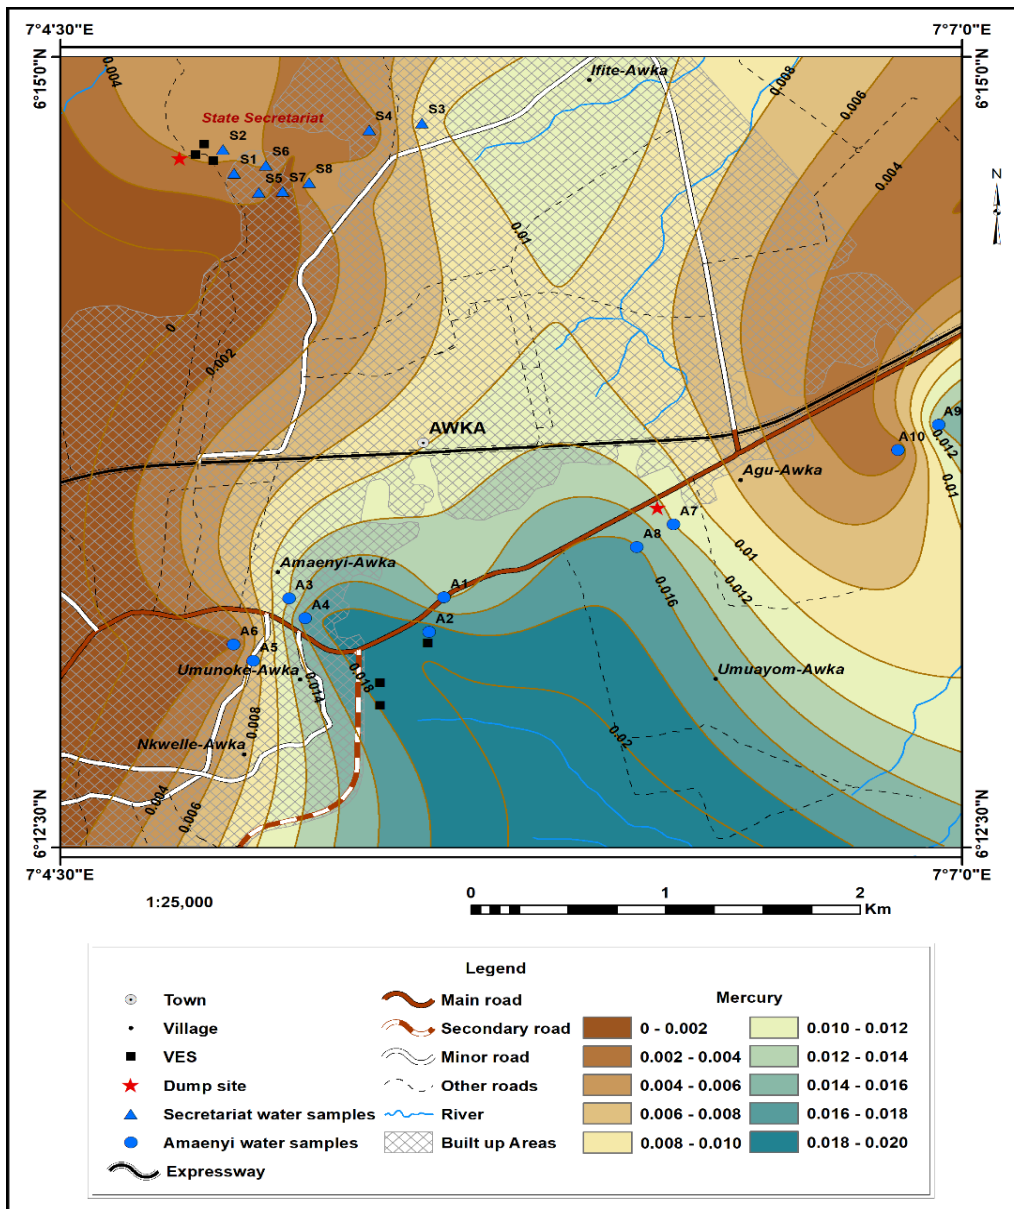 7°4'30"E 7°7'0"E
6°15'0"N 6°15'0"N
0.004
Ifite-Awka
0.008
0.006
State Secretariat
S4 S3
S2
S6
S1
S8
S5 S7
0.004
N
0.01
0
0.002
AWKA
A9
A10
0.012
Agu-Awka
0.01
A7
A8
0.01
Amaenyi-Awka
0.012
0.016
A3
A1
A4
A2
A6
A5
Umunoke-Awka
Umuayom-Awka
0.014
0.018
0.008
0.02
Nkwelle-Awka
0.004
0.006
6°12'30"N 6°12'30"N
7°4'30"E 7°7'0"E
1:25,000
0 1 2
Km
Legend
Town
Village
VES
Dump site
Secretariat water samples
Amaenyi water samples
Expressway
Main road
Secondary road
Minor road
Other roads
River
Built up Areas
Mercury
0 - 0.002
0.002 - 0.004
0.004 - 0.006
0.006 - 0.008
0.008 - 0.010
0.010 - 0.012
0.012 - 0.014
0.014 - 0.016
0.016 - 0.018
0.018 - 0.020